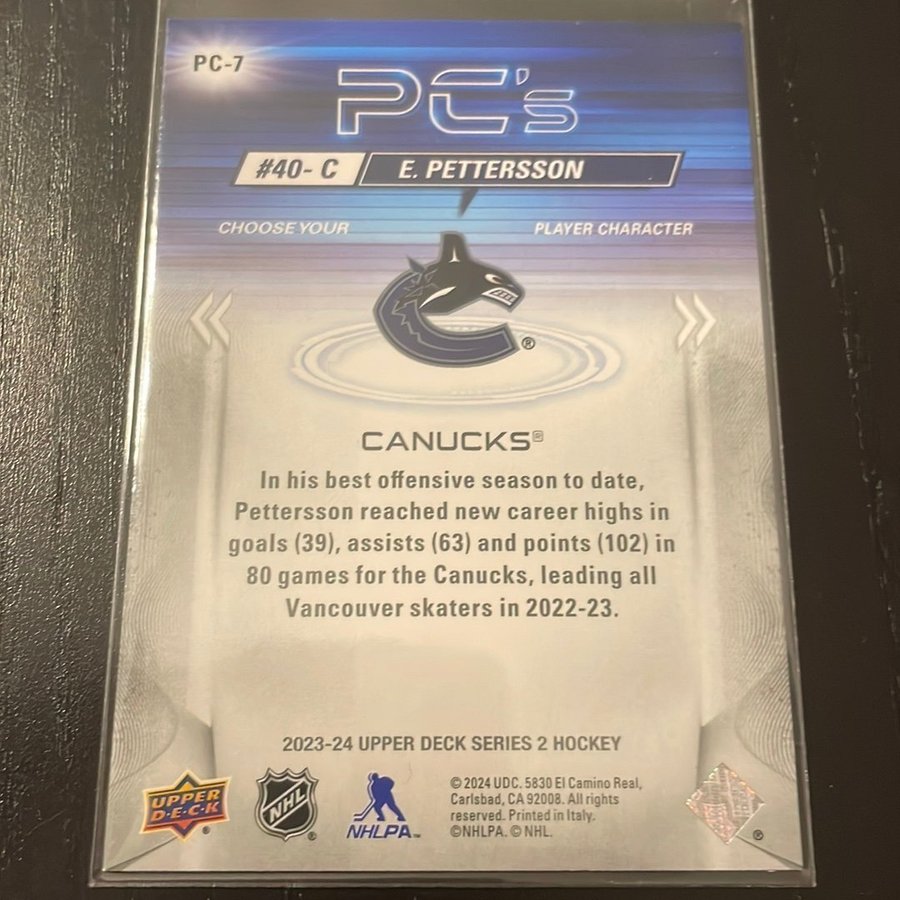 PC-7
PC's
#40- C E. PETTERSSON
CHOOSE YOUR PLAYER CHARACTER
®
CANUCKS®
In his best offensive season to date,
Pettersson reached new career highs in
goals (39), assists (63) and points (102) in
80 games for the Canucks, leading all
Vancouver skaters in 2022-23.
2023-24 UPPER DECK SERIES 2 HOCKEY
UPPER
D·E·C·K ®
NHL ®
NHLPA™
© 2024 UDC. 5830 El Camino Real,
Carlsbad, CA 92008. All rights
reserved. Printed in Italy.
©NHLPA. © NHL.
®